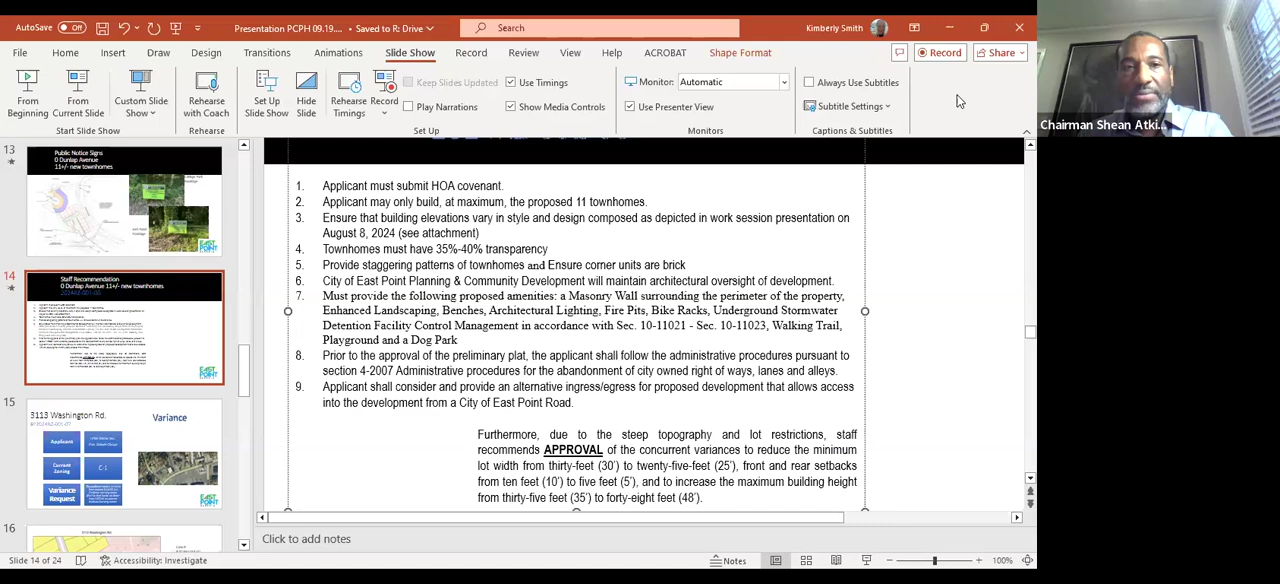 AutoSave Off Presentation PCPH 09.19.... • Saved to R: Drive Search Kimberly Smith
File Home Insert Draw Design Transitions Animations Slide Show Record Review View Help ACROBAT Shape Format Record Share
From Beginning
From Current Slide
Custom Slide Show
Rehearse with Coach
Set Up Slide Show
Hide Slide
Rehearse Timings
Record
Keep Slides Updated
Play Narrations
Use Timings
Show Media Controls
Monitor: Automatic
Use Presenter View
Always Use Subtitles
Subtitle Settings
Start Slide Show Rehearse Set Up Monitors Captions & Subtitles
Chairman Shean Atki...
13
Public Notice Signs
0 Dunlap Avenue
11+/- new townhomes
EAST POINT
14
Staff Recommendation
0 Dunlap Avenue 11+/- new townhomes
EAST POINT
15
3113 Washington Rd.
Variance
Applicant
Current Zoning
C-1
Variance Request
EAST POINT
16
1. Applicant must submit HOA covenant.
2. Applicant may only build, at maximum, the proposed 11 townhomes.
3. Ensure that building elevations vary in style and design composed as depicted in work session presentation on
August 8, 2024 (see attachment)
4. Townhomes must have 35%-40% transparency
5. Provide staggering patterns of townhomes and Ensure corner units are brick
6. City of East Point Planning & Community Development will maintain architectural oversight of development.
7. Must provide the following proposed amenities: a Masonry Wall surrounding the perimeter of the property,
Enhanced Landscaping, Benches, Architectural Lighting, Fire Pits, Bike Racks, Underground Stormwater
Detention Facility Control Management in accordance with Sec. 10-11021 - Sec. 10-11023, Walking Trail,
Playground and a Dog Park
8. Prior to the approval of the preliminary plat, the applicant shall follow the administrative procedures pursuant to
section 4-2007 Administrative procedures for the abandonment of city owned right of ways, lanes and alleys.
9. Applicant shall consider and provide an alternative ingress/egress for proposed development that allows access
into the development from a City of East Point Road.
Furthermore, due to the steep topography and lot restrictions, staff
recommends APPROVAL of the concurrent variances to reduce the minimum
lot width from thirty-feet (30') to twenty-five-feet (25'), front and rear setbacks
from ten feet (10') to five feet (5'), and to increase the maximum building height
from thirty-five feet (35') to forty-eight feet (48').
Click to add notes
Slide 14 of 24 Accessibility: Investigate Notes 100%